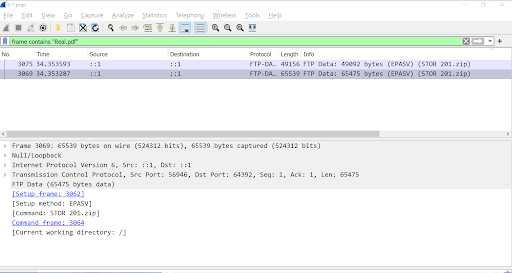 File Edit View Go Capture Analyze Statistics Telephony Wireless Tools Help
frame contains "Real.pdf"
No. Time Source Destination Protocol Length Info
3075 34.353593 ::1 ::1 FTP-DA… 49156 FTP Data: 49092 bytes (EPASV) (STOR 201.zip)
3069 34.353287 ::1 ::1 FTP-DA… 65539 FTP Data: 65475 bytes (EPASV) (STOR 201.zip)
Frame 3069: 65539 bytes on wire (524312 bits), 65539 bytes captured (524312 bits)
Null/Loopback
Internet Protocol Version 6, Src: ::1, Dst: ::1
Transmission Control Protocol, Src Port: 56946, Dst Port: 64392, Seq: 1, Ack: 1, Len: 65475
FTP Data (65475 bytes data)
[Setup frame: 3062]
[Setup method: EPASV]
[Command: STOR 201.zip]
Command frame: 3064
[Current working directory: /]